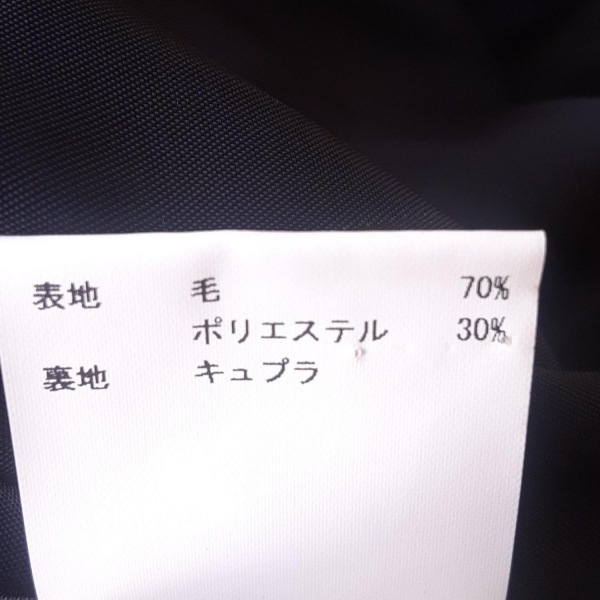 表地 毛 70%
ポリエステル 30%
裏地 キュプラ